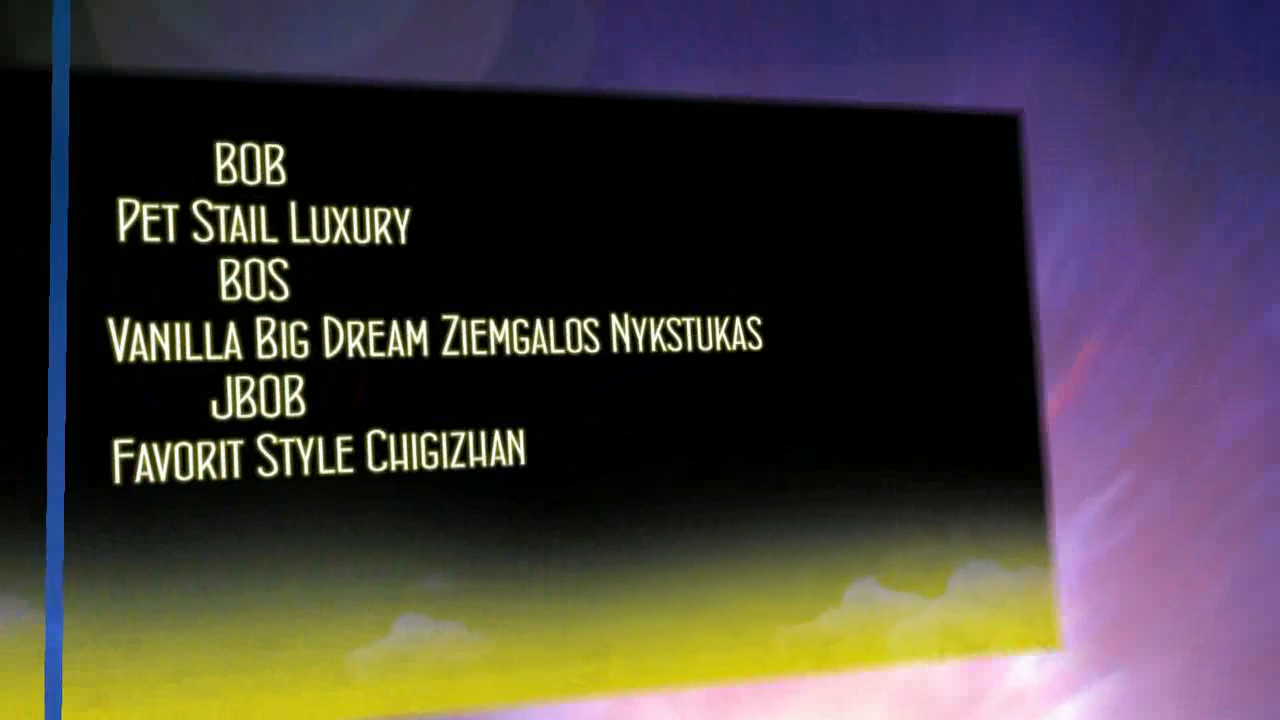 BOB
Pet Stail Luxury
BOS
Vanilla Big Dream Ziemgalos Nykstukas
JBOB
Favorit Style Chigizhan